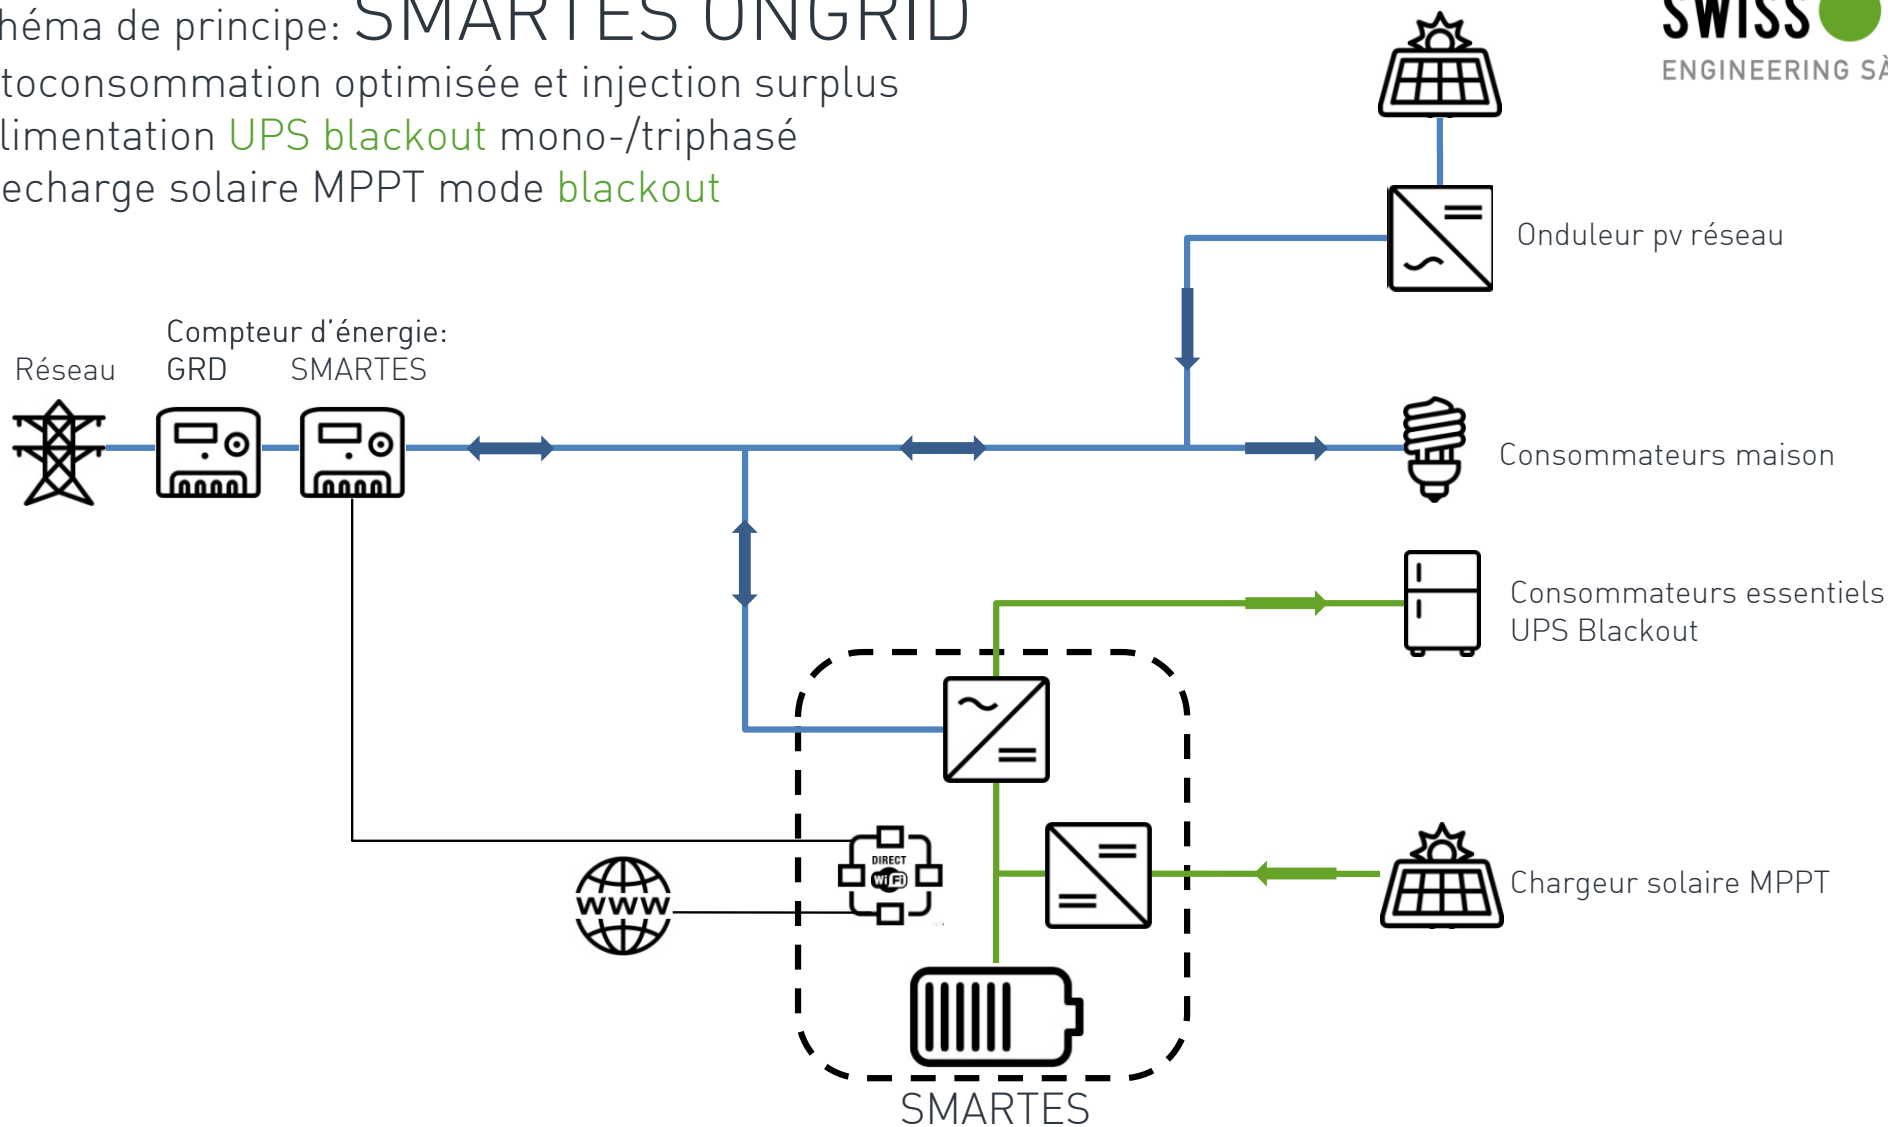 héma de principe: SMARTES ONGRID
toconsommation optimisée et injection surplus
limentation UPS blackout mono-/triphasé
echarge solaire MPPT mode blackout
SWISS
ENGINEERING SÀ
Onduleur pv réseau
Compteur d'énergie:
Réseau GRD SMARTES
Consommateurs maison
Consommateurs essentiels
UPS Blackout
DIRECT
WiFi
WWW
Chargeur solaire MPPT
SMARTES